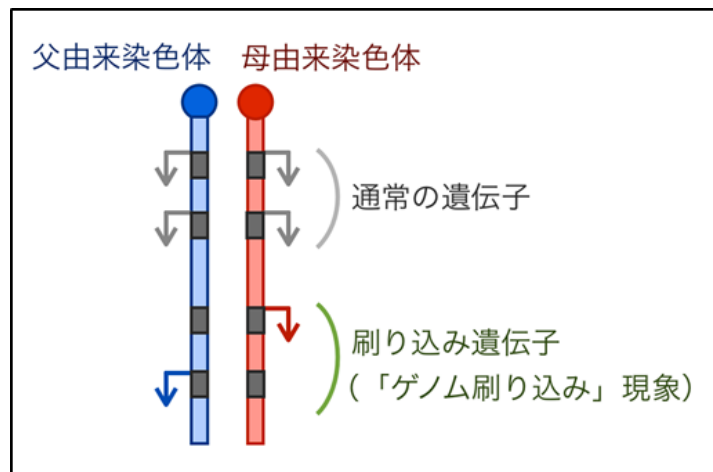 父由来染色体
母由来染色体
通常の遺伝子
刷り込み遺伝子
(「ゲノム刷り込み」現象)